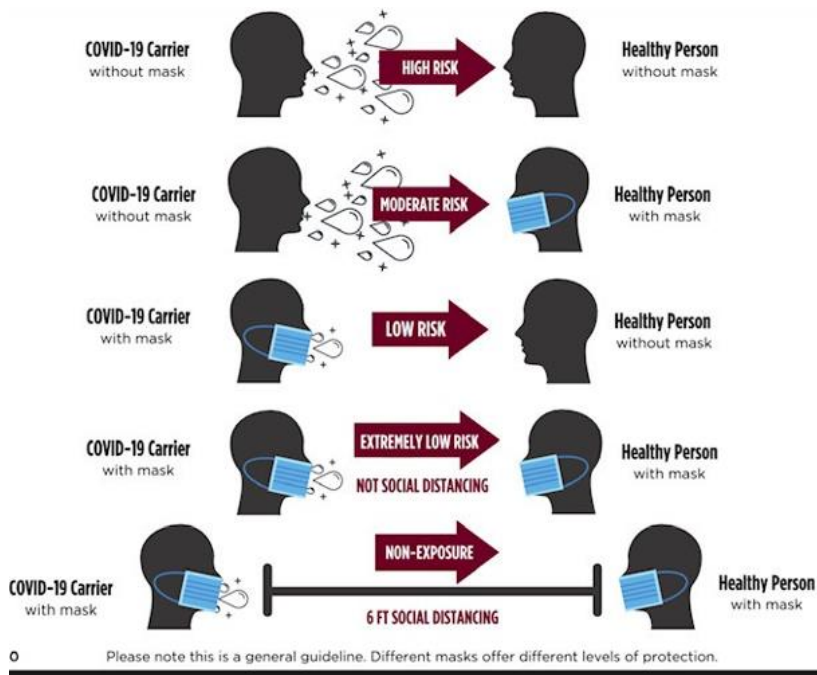 COVID-19 Carrier
without mask
HIGH RISK
Healthy Person
without mask
COVID-19 Carrier
without mask
MODERATE RISK
Healthy Person
with mask
COVID-19 Carrier
with mask
LOW RISK
Healthy Person
without mask
COVID-19 Carrier
with mask
EXTREMELY LOW RISK
NOT SOCIAL DISTANCING
Healthy Person
with mask
COVID-19 Carrier
with mask
NON-EXPOSURE
6 FT SOCIAL DISTANCING
Healthy Person
with mask
0 Please note this is a general guideline. Different masks offer different levels of protection.